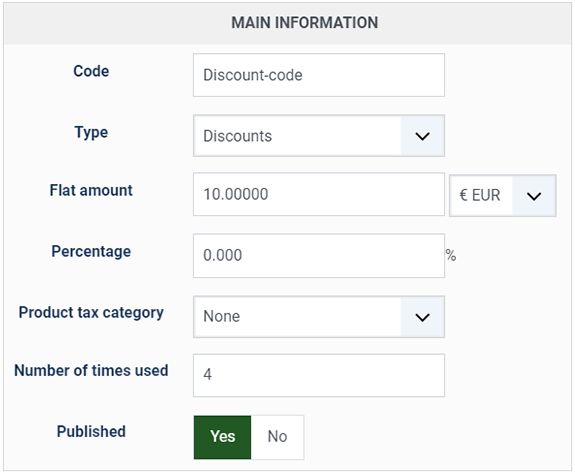 MAIN INFORMATION
Code Discount-code
Type Discounts
Flat amount 10.00000 € EUR
Percentage 0.000 %
Product tax category None
Number of times used 4
Published Yes No